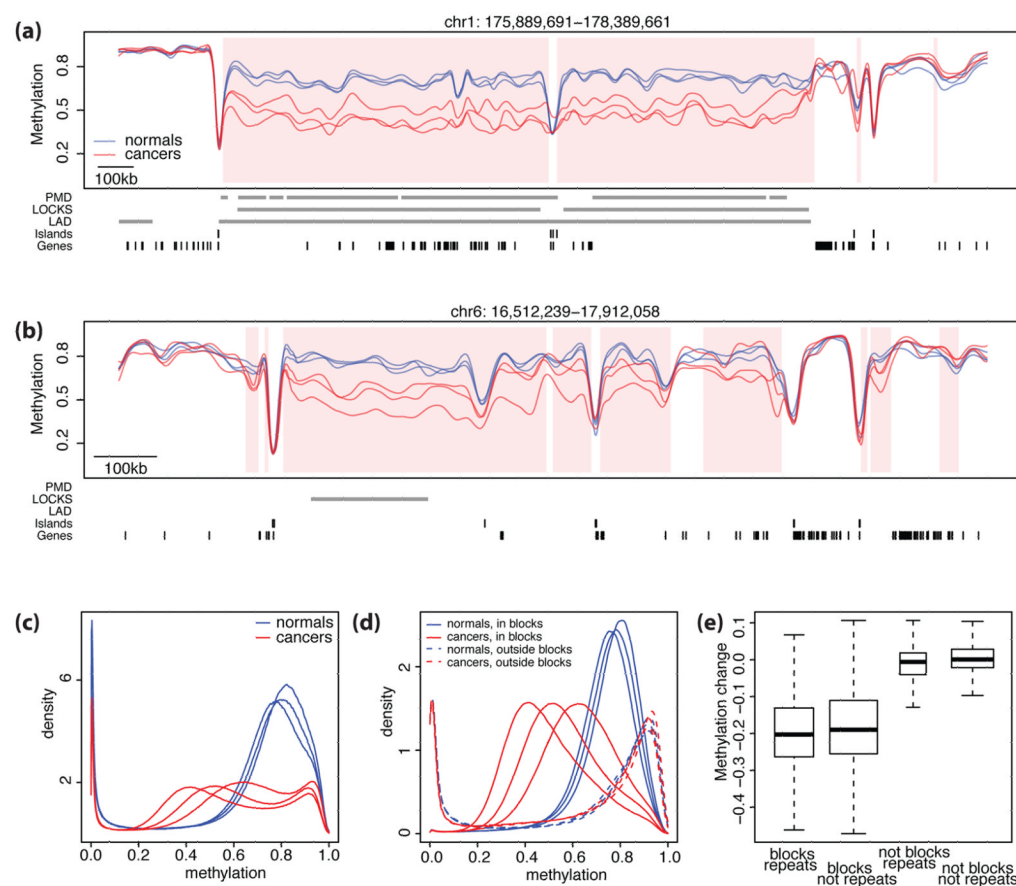 (a)
chr1: 175,889,691−178,389,661
Methylation
0.8
0.5
0.2
normals
cancers
100kb
PMD
LOCKS
LAD
Islands
Genes
(b)
chr6: 16,512,239−17,912,058
Methylation
0.8
0.5
0.2
100kb
PMD
LOCKS
LAD
Islands
Genes
(c)
normals
cancers
density
6
2
0.0 0.2 0.4 0.6 0.8 1.0
methylation
(d)
normals, in blocks
cancers, in blocks
normals, outside blocks
cancers, outside blocks
density
2
1
0
0.0 0.2 0.4 0.6 0.8 1.0
methylation
(e)
Methylation change
0.1
0.0
−0.1
−0.2
−0.3
−0.4
blocks
repeats
blocks
not repeats
not blocks
repeats
not blocks
not repeats